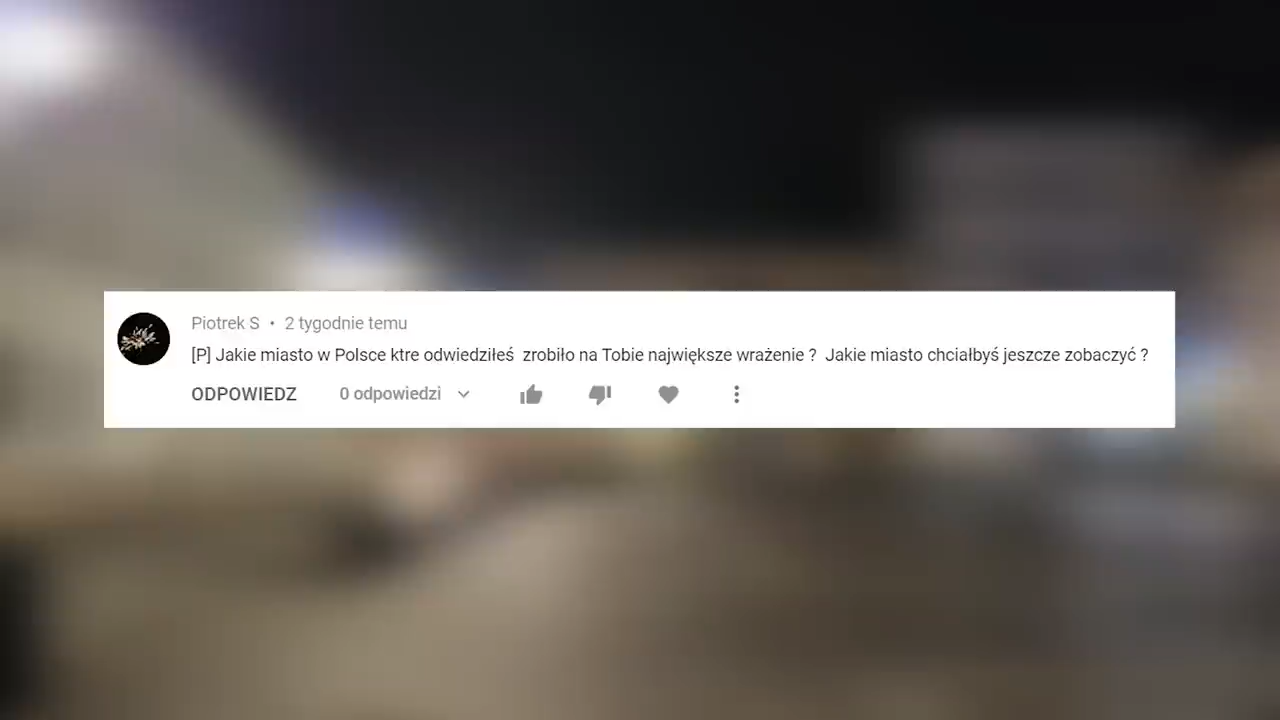 Piotrek S • 2 tygodnie temu
[P] Jakie miasto w Polsce ktre odwiedziłeś  zrobiło na Tobie największe wrażenie ?  Jakie miasto chciałbyś jeszcze zobaczyć ?
ODPOWIEDZ 0 odpowiedzi